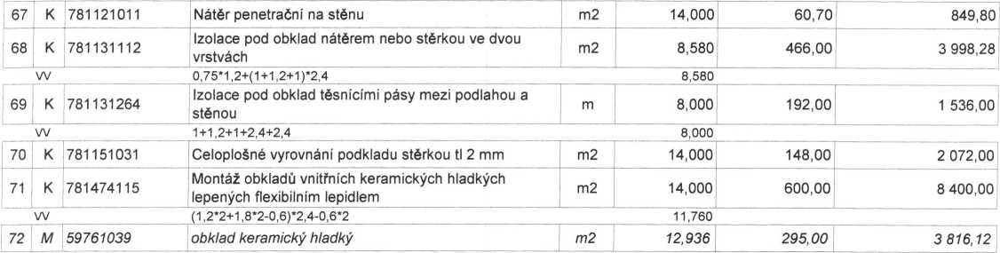 67 K 781121011 Nátěr penetrační na stěnu m2 14,000 60,70 849,80
68 K 781131112 Izolace pod obklad nátěrem nebo stěrkou ve dvou vrstvách m2 8,580 466,00 3 998,28
VV 0,75*1,2+(1+1,2+1)*2,4 8,580
69 K 781131264 Izolace pod obklad těsnícími pásy mezi podlahou a stěnou m 8,000 192,00 1 536,00
VV 1+1,2+1+2,4+2,4 8,000
70 K 781151031 Celoplošné vyrovnání podkladu stěrkou tl 2 mm m2 14,000 148,00 2 072,00
71 K 781474115 Montáž obkladů vnitřních keramických hladkých lepených flexibilním lepidlem m2 14,000 600,00 8 400,00
VV (1,2*2+1,8*2-0,6)*2,4-0,6*2 11,760
72 M 59761039 obklad keramický hladký m2 12,936 295,00 3 816,12